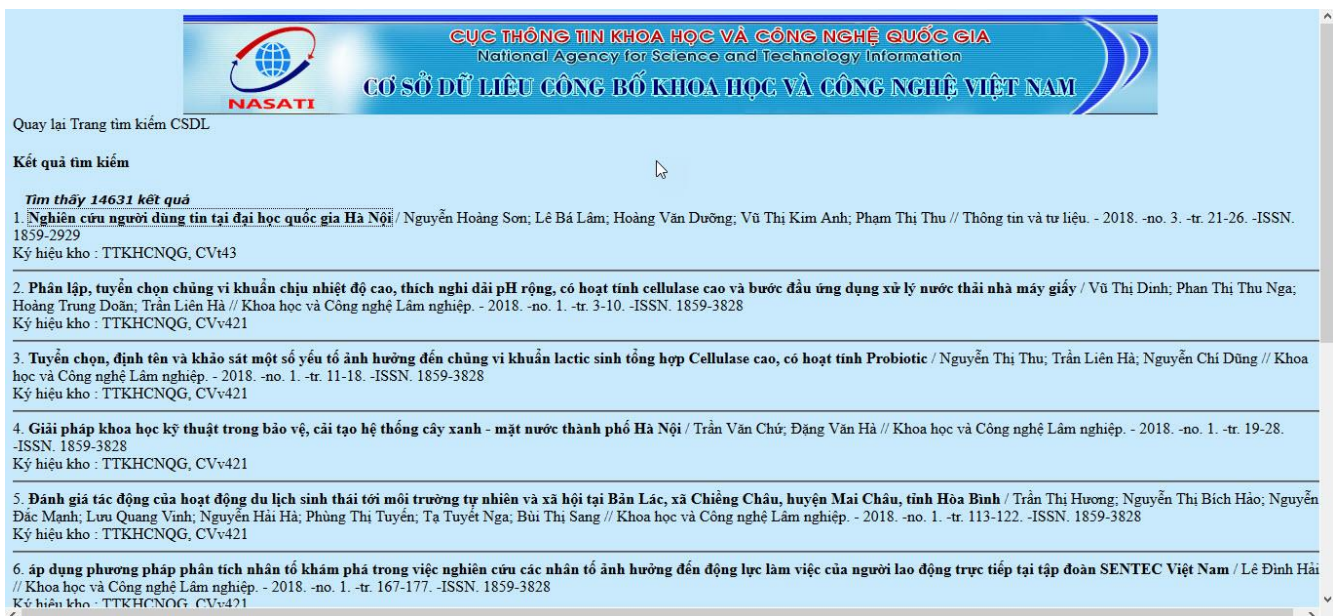 CỤC THÔNG TIN KHOA HỌC VÀ CÔNG NGHỆ QUỐC GIA
National Agency for Science and Technology Information
CƠ SỞ DỮ LIỆU CÔNG BỐ KHOA HỌC VÀ CÔNG NGHỆ VIỆT NAM
NASATI
Quay lại Trang tìm kiếm CSDL
Kết quả tìm kiếm
Tìm thấy 14631 kết quả
1. Nghiên cứu người dùng tin tại đại học quốc gia Hà Nội / Nguyễn Hoàng Sơn; Lê Bá Lâm; Hoàng Văn Dưỡng; Vũ Thị Kim Anh; Phạm Thị Thu // Thông tin và tư liệu. - 2018. -no. 3. -tr. 21-26. -ISSN.
1859-2929
Ký hiệu kho : TTKHCNQG, CVt43
2. Phân lập, tuyển chọn chủng vi khuẩn chịu nhiệt độ cao, thích nghi dải pH rộng, có hoạt tính cellulase cao và bước đầu ứng dụng xử lý nước thải nhà máy giấy / Vũ Thị Dinh; Phan Thị Thu Nga;
Hoàng Trung Doãn; Trần Liên Hà // Khoa học và Công nghệ Lâm nghiệp. - 2018. -no. 1. -tr. 3-10. -ISSN. 1859-3828
Ký hiệu kho : TTKHCNQG, CVv421
3. Tuyển chọn, định tên và khảo sát một số yếu tố ảnh hưởng đến chủng vi khuẩn lactic sinh tổng hợp Cellulase cao, có hoạt tính Probiotic / Nguyễn Thị Thu; Trần Liên Hà; Nguyễn Chí Dũng // Khoa
học và Công nghệ Lâm nghiệp. - 2018. -no. 1. -tr. 11-18. -ISSN. 1859-3828
Ký hiệu kho : TTKHCNQG, CVv421
4. Giải pháp khoa học kỹ thuật trong bảo vệ, cải tạo hệ thống cây xanh - mặt nước thành phố Hà Nội / Trần Văn Chứ; Đặng Văn Hà // Khoa học và Công nghệ Lâm nghiệp. - 2018. -no. 1. -tr. 19-28.
-ISSN. 1859-3828
Ký hiệu kho : TTKHCNQG, CVv421
5. Đánh giá tác động của hoạt động du lịch sinh thái tới môi trường tự nhiên và xã hội tại Bản Lác, xã Chiềng Châu, huyện Mai Châu, tỉnh Hòa Bình / Trần Thị Hương; Nguyễn Thị Bích Hảo; Nguyễn
Đắc Mạnh; Lưu Quang Vinh; Nguyễn Hải Hà; Phùng Thị Tuyến; Tạ Tuyết Nga; Bùi Thị Sang // Khoa học và Công nghệ Lâm nghiệp. - 2018. -no. 1. -tr. 113-122. -ISSN. 1859-3828
Ký hiệu kho : TTKHCNQG, CVv421
6. áp dụng phương pháp phân tích nhân tố khám phá trong việc nghiên cứu các nhân tố ảnh hưởng đến động lực làm việc của người lao động trực tiếp tại tập đoàn SENTEC Việt Nam / Lê Đình Hải
// Khoa học và Công nghệ Lâm nghiệp. - 2018. -no. 1. -tr. 167-177. -ISSN. 1859-3828
Ký hiệu kho : TTKHCNQG, CVv421